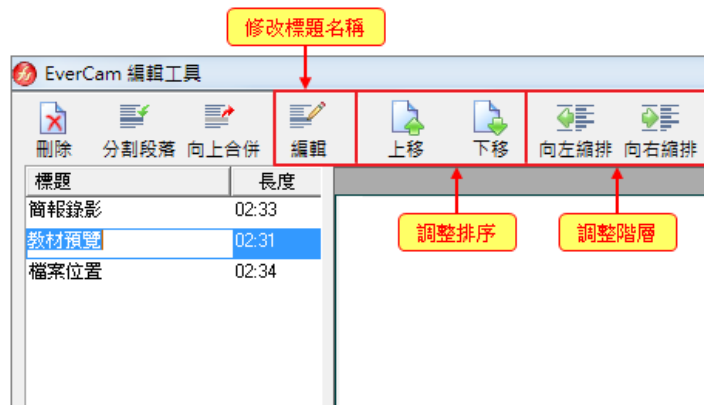 修改標題名稱
EverCam 編輯工具
刪除 分割段落 向上合併 編輯 上移 下移 向左縮排 向右縮排
標題 長度
簡報錄影 02:33
教材預覽 02:31
檔案位置 02:34
調整排序 調整階層